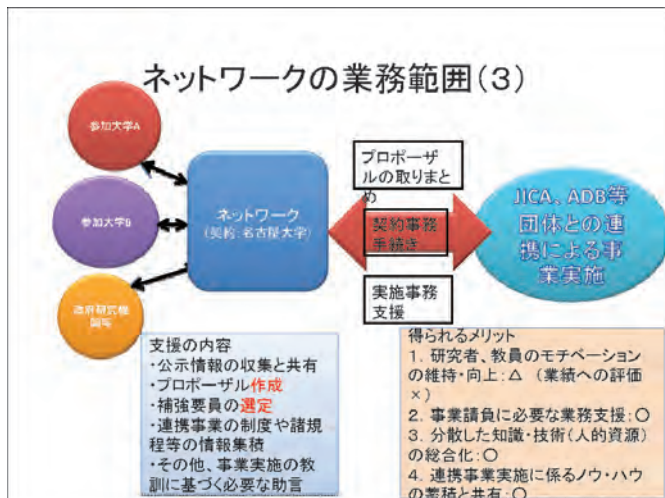 ネットワークの業務範囲(3)
参加大学A
参加大学B
ネットワーク
(契約:名古屋大学)
プロポーザ
ルの取りまと
め
契約事務
手続き
実施事務
支援
JICA、ADB等
団体との連
携による事
業実施
支援の内容
・公示情報の収集と共有
・プロポーザル作成
・補強要員の選定
・連携事業の制度や諸規
程等の情報集積
・その他、事業実施の教
訓に基づく必要な助言
得られるメリット
1. 研究者、教員のモチベーション
の維持・向上:△ (業績への評価
×)
2. 事業請負に必要な業務支援:○
3. 分散した知識・技術(人的資源)
の総合化:○
4. 連携事業実施に係るノウ・ハウ
の蓄積と共有:○
政府研究機
関等